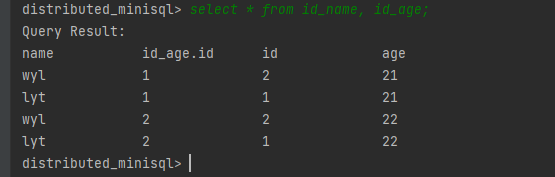 distributed_minisql> select * from id_name, id_age;
Query Result:
name id_age.id id age
wyl 1 2 21
lyt 1 1 21
wyl 2 2 22
lyt 2 1 22
distributed_minisql>